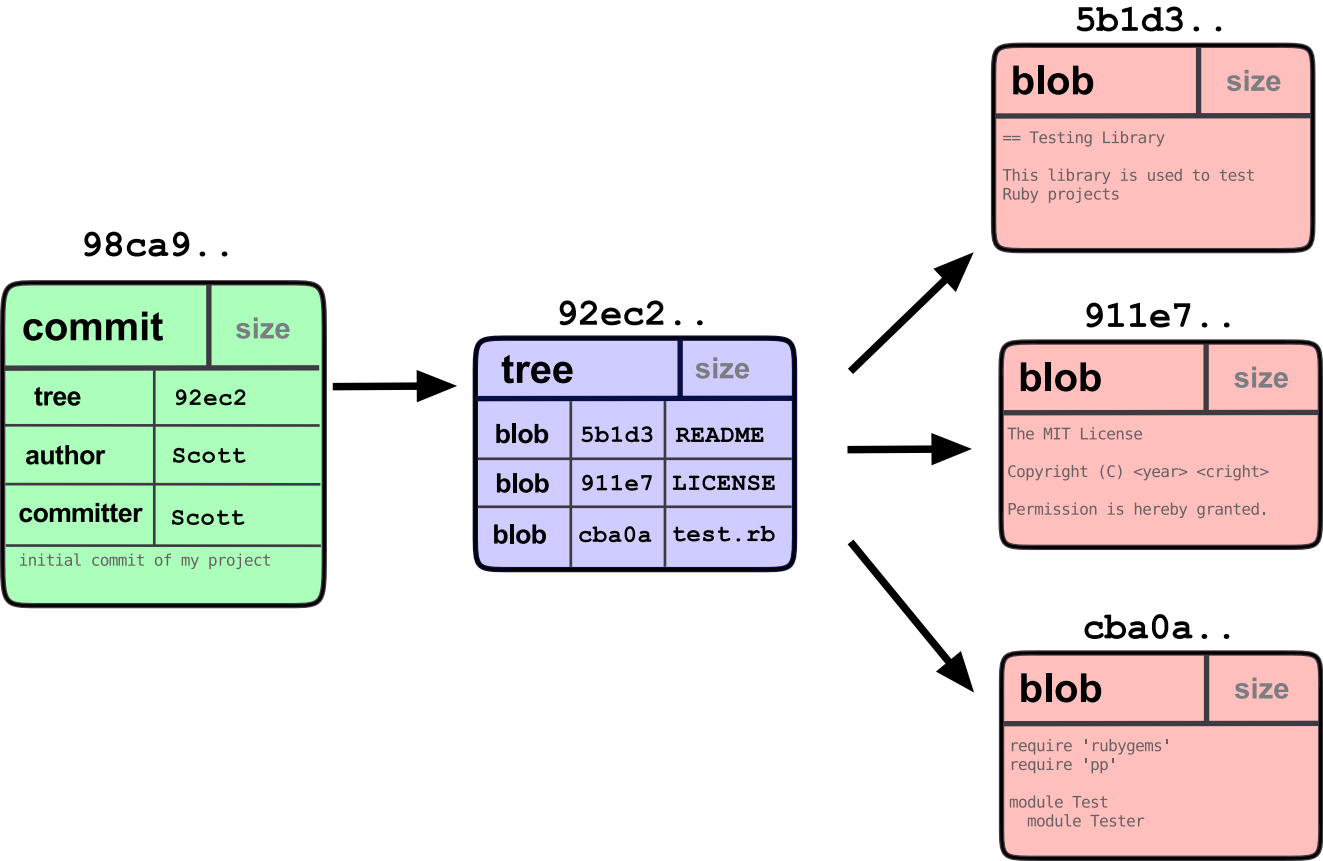 98ca9..
commit size
tree 92ec2
author Scott
committer Scott
initial commit of my project
92ec2..
tree size
blob 5b1d3 README
blob 911e7 LICENSE
blob cba0a test.rb
5b1d3..
blob size
== Testing Library
This library is used to test
Ruby projects
911e7..
blob size
The MIT License
Copyright (C) <year> <cright>
Permission is hereby granted.
cba0a..
blob size
require 'rubygems'
require 'pp'
module Test
  module Tester